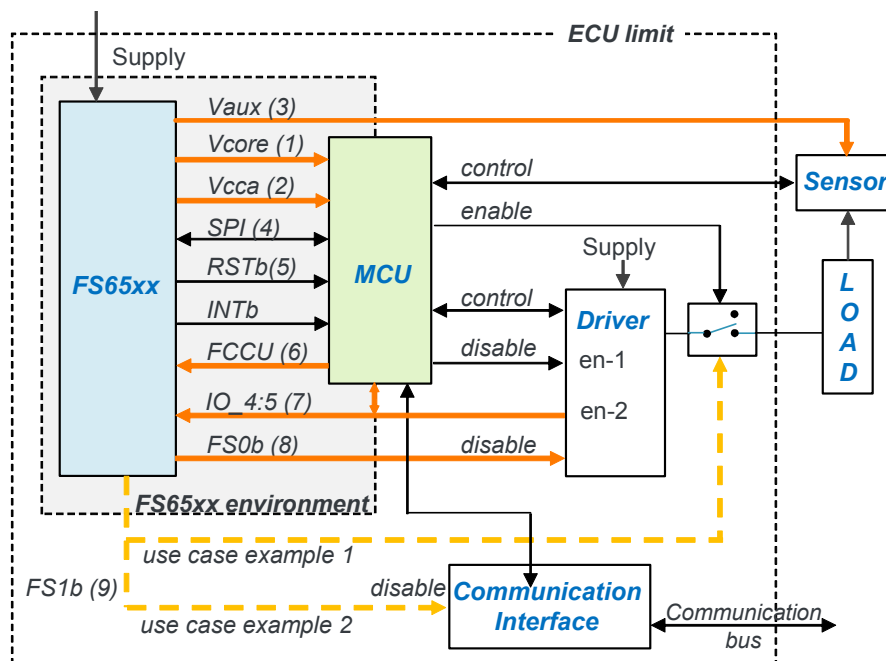 ECU limit
Supply
Vaux (3)
Vcore (1)
Vcca (2)
SPI (4)
RSTb(5)
INTb
FCCU (6)
IO_4:5 (7)
FS0b (8)
FS65xx
MCU
FS65xx environment
control
enable
Supply
control
disable
disable
Driver
en-1
en-2
Sensor
L
O
A
D
use case example 1
FS1b (9)
disable
use case example 2
Communication
Interface
Communication
bus